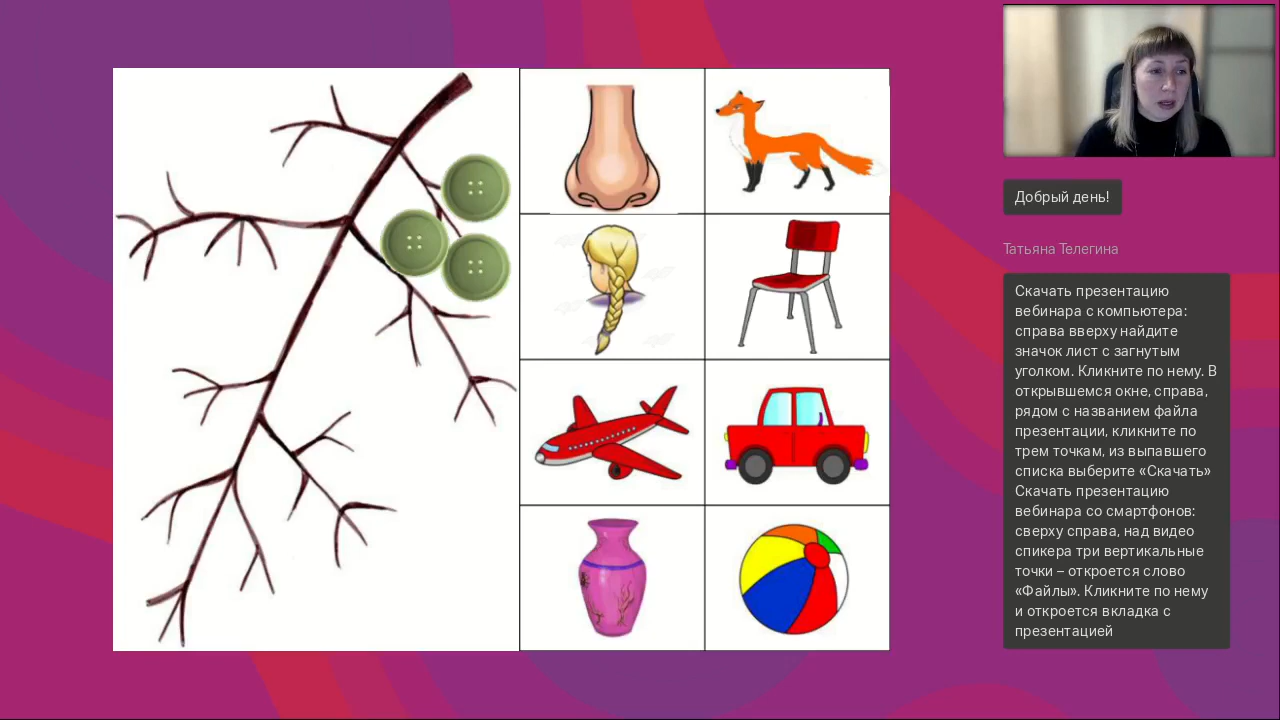 Добрый день!
Татьяна Телегина
Скачать презентацию
вебинара с компьютера:
справа вверху найдите
значок лист с загнутым
уголком. Кликните по нему. В
открывшемся окне, справа,
рядом с названием файла
презентации, кликните по
трем точкам, из выпавшего
списка выберите «Скачать»
Скачать презентацию
вебинара со смартфонов:
сверху справа, над видео
спикера три вертикальные
точки – откроется слово
«Файлы». Кликните по нему
и откроется вкладка с
презентацией